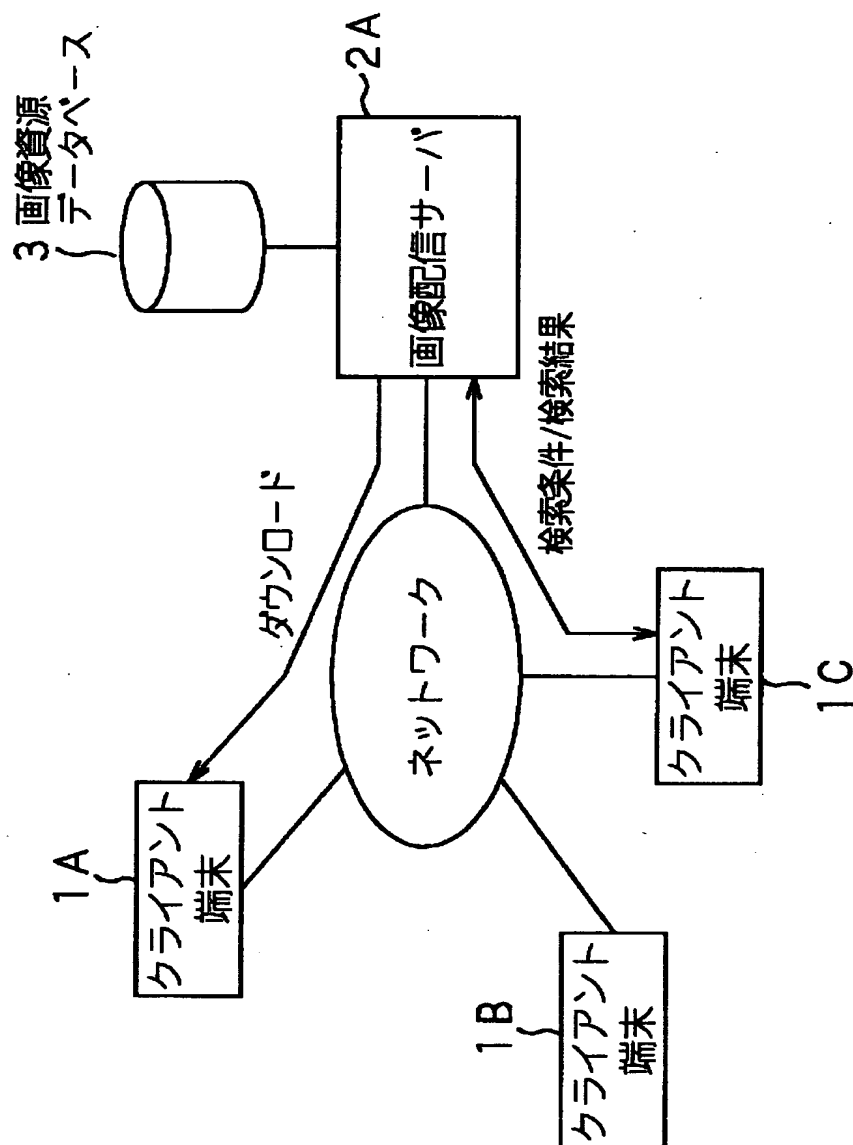 3 画像資源
データベース
2A
画像配信サーバ
ダウンロード
検索条件/検索結果
ネットワーク
1A
クライアント
端末
1B
クライアント
端末
1C
クライアント
端末